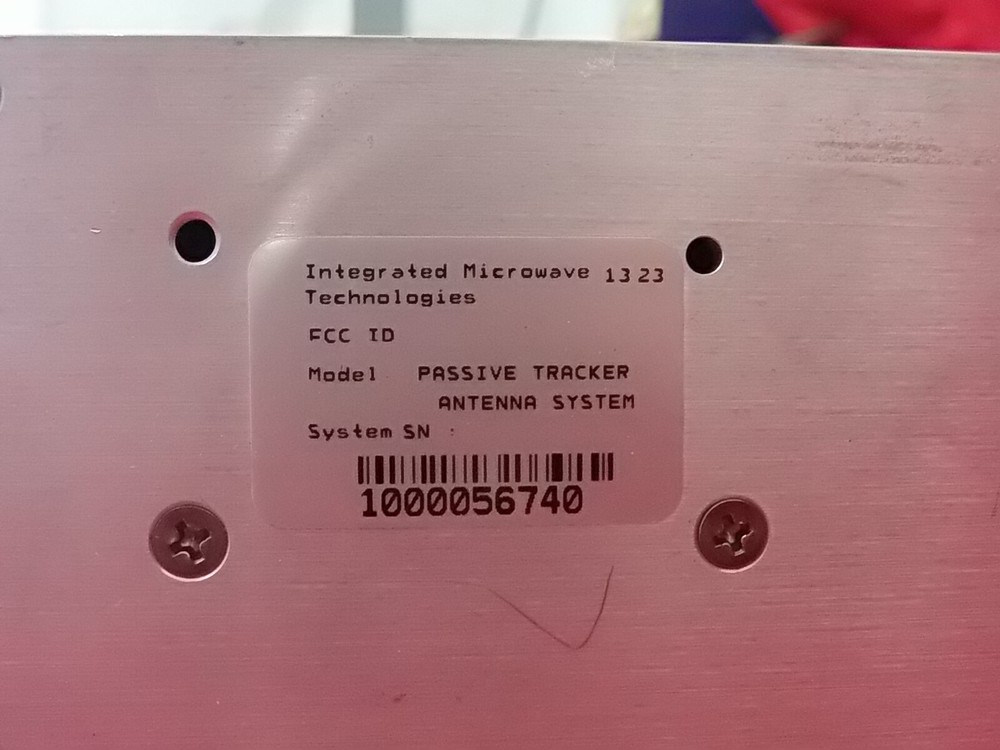 Integrated Microwave 13 23
Technologies
FCC ID
Model PASSIVE TRACKER
ANTENNA SYSTEM
System SN :
1000056740